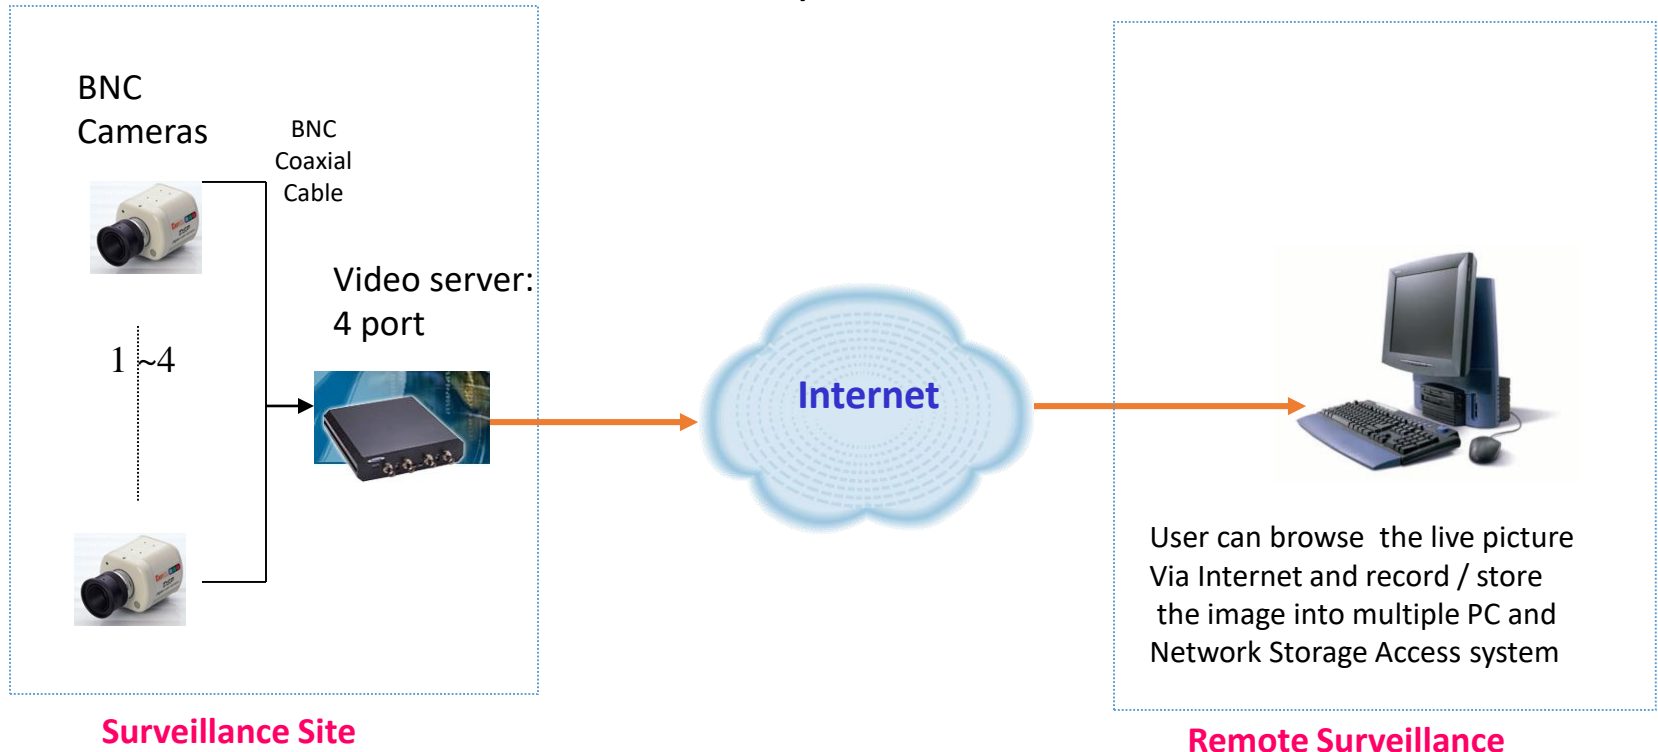 BNC
Cameras
BNC
Coaxial
Cable
Video server:
4 port
1 ~4
Internet
User can browse  the live picture
Via Internet and record / store
the image into multiple PC and
Network Storage Access system
Surveillance Site
Remote Surveillance